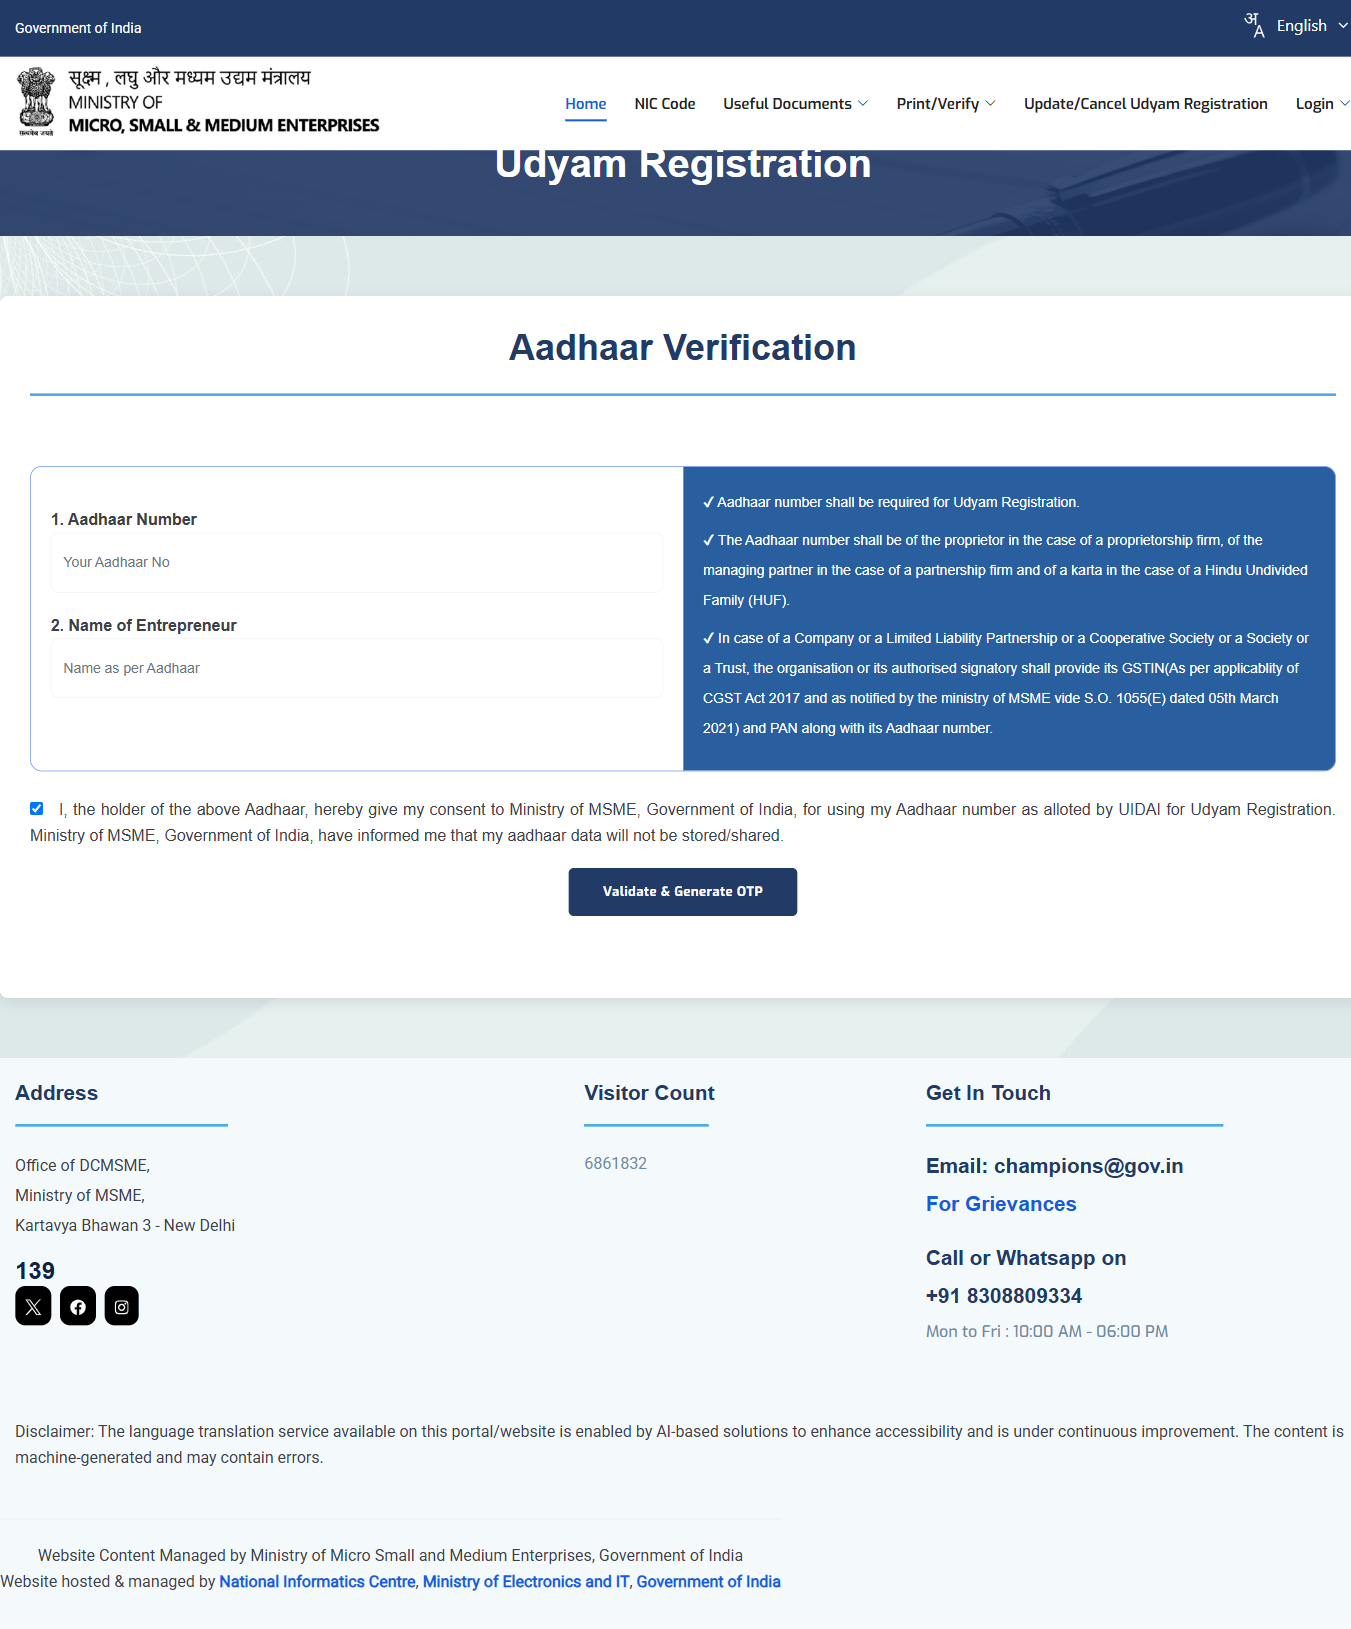 Government of India
English
सूक्ष्म , लघु और मध्यम उद्यम मंत्रालय
MINISTRY OF
MICRO, SMALL & MEDIUM ENTERPRISES
सत्यमेव जयते
Home
NIC Code
Useful Documents
Print/Verify
Update/Cancel Udyam Registration
Login
Udyam Registration
Aadhaar Verification
1. Aadhaar Number
Your Aadhaar No
2. Name of Entrepreneur
Name as per Aadhaar
✓ Aadhaar number shall be required for Udyam Registration.
✓ The Aadhaar number shall be of the proprietor in the case of a proprietorship firm, of the
managing partner in the case of a partnership firm and of a karta in the case of a Hindu Undivided
Family (HUF).
✓ In case of a Company or a Limited Liability Partnership or a Cooperative Society or a Society or
a Trust, the organisation or its authorised signatory shall provide its GSTIN(As per applicablity of
CGST Act 2017 and as notified by the ministry of MSME vide S.O. 1055(E) dated 05th March
2021) and PAN along with its Aadhaar number.
I, the holder of the above Aadhaar, hereby give my consent to Ministry of MSME, Government of India, for using my Aadhaar number as alloted by UIDAI for Udyam Registration.
Ministry of MSME, Government of India, have informed me that my aadhaar data will not be stored/shared.
Validate & Generate OTP
Address
Office of DCMSME,
Ministry of MSME,
Kartavya Bhawan 3 - New Delhi
139
Visitor Count
6861832
Get In Touch
Email: champions@gov.in
For Grievances
Call or Whatsapp on
+91 8308809334
Mon to Fri : 10:00 AM - 06:00 PM
Disclaimer: The language translation service available on this portal/website is enabled by AI-based solutions to enhance accessibility and is under continuous improvement. The content is
machine-generated and may contain errors.
Website Content Managed by Ministry of Micro Small and Medium Enterprises, Government of India
Website hosted & managed by National Informatics Centre, Ministry of Electronics and IT, Government of India